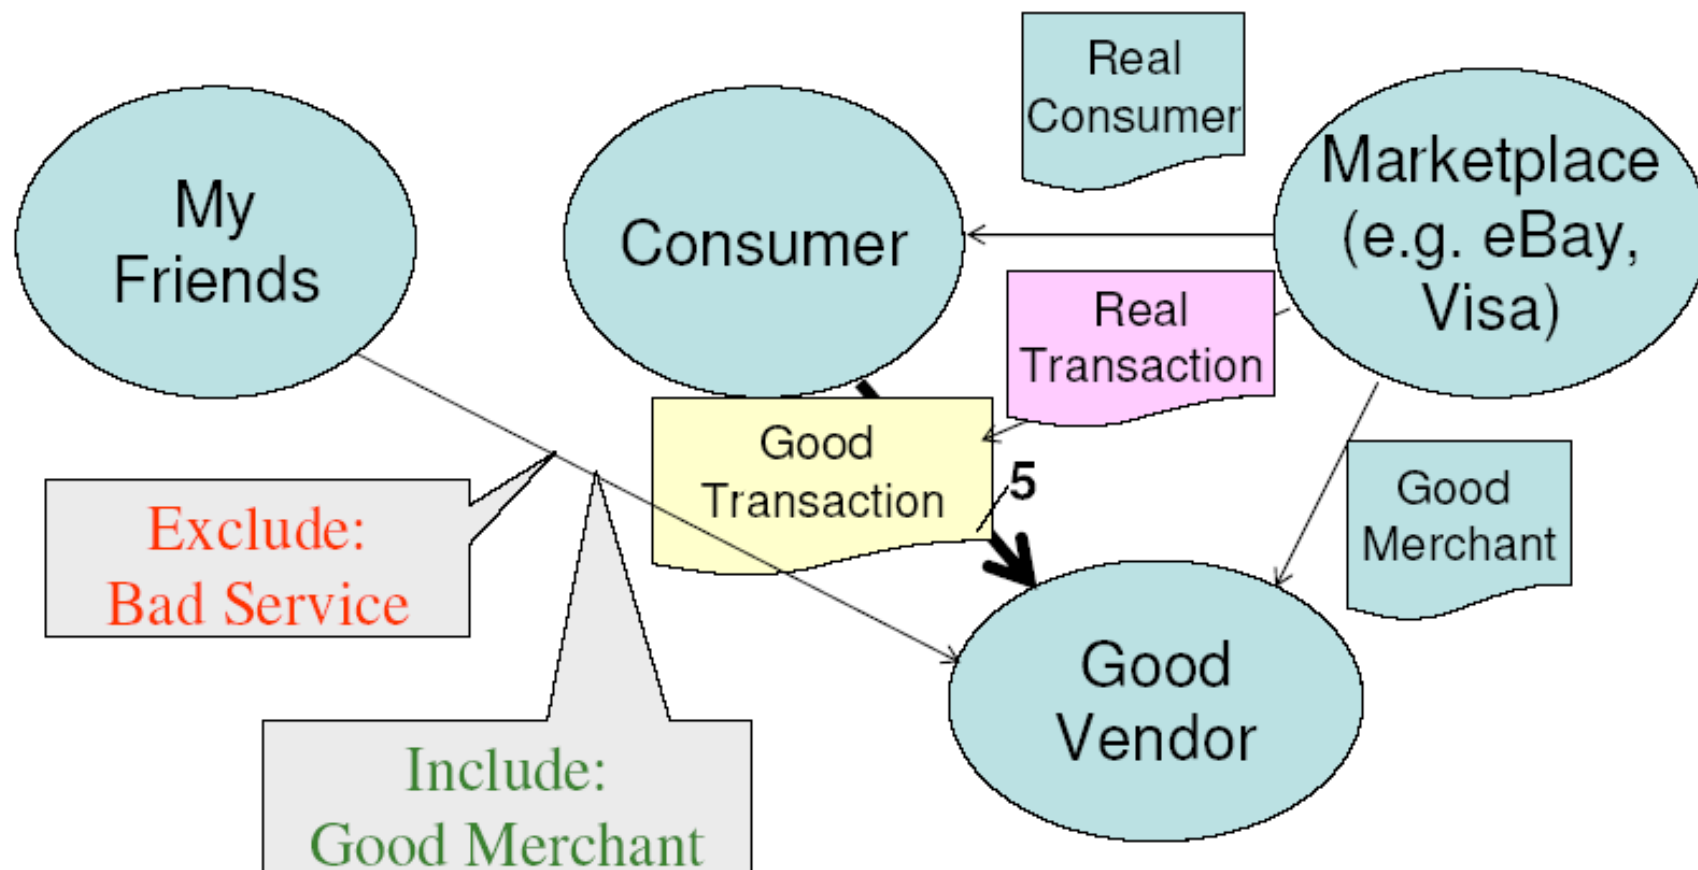 My
Friends
Consumer
Real
Consumer
Marketplace
(e.g. eBay,
Visa)
Real
Transaction
Good
Transaction
5
Good
Merchant
Exclude:
Bad Service
Good
Vendor
Include:
Good Merchant